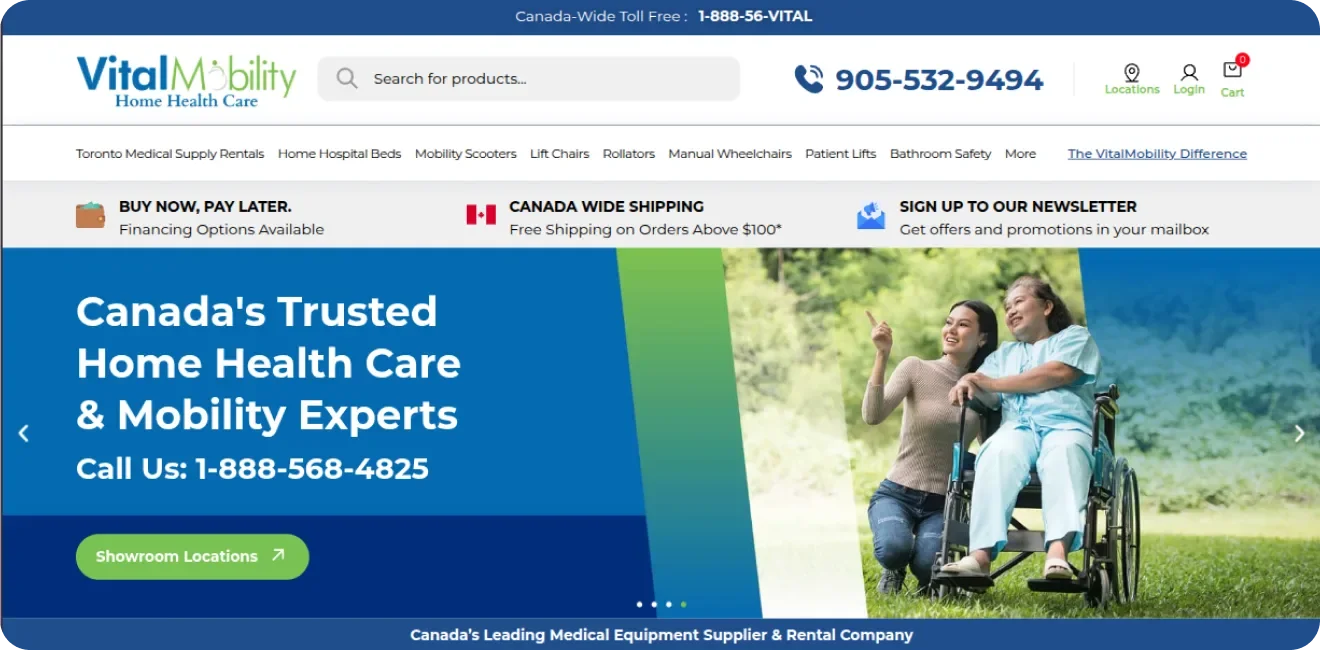 Canada-Wide Toll Free : 1-888-56-VITAL
VitalMobility
Home Health Care
Search for products...
905-532-9494
Locations
Login
0
Cart
Toronto Medical Supply Rentals Home Hospital Beds Mobility Scooters Lift Chairs Rollators Manual Wheelchairs Patient Lifts Bathroom Safety More The VitalMobility Difference
BUY NOW, PAY LATER.
Financing Options Available
CANADA WIDE SHIPPING
Free Shipping on Orders Above $100*
SIGN UP TO OUR NEWSLETTER
Get offers and promotions in your mailbox
Canada's Trusted
Home Health Care
& Mobility Experts
Call Us: 1-888-568-4825
Showroom Locations
Canada's Leading Medical Equipment Supplier & Rental Company